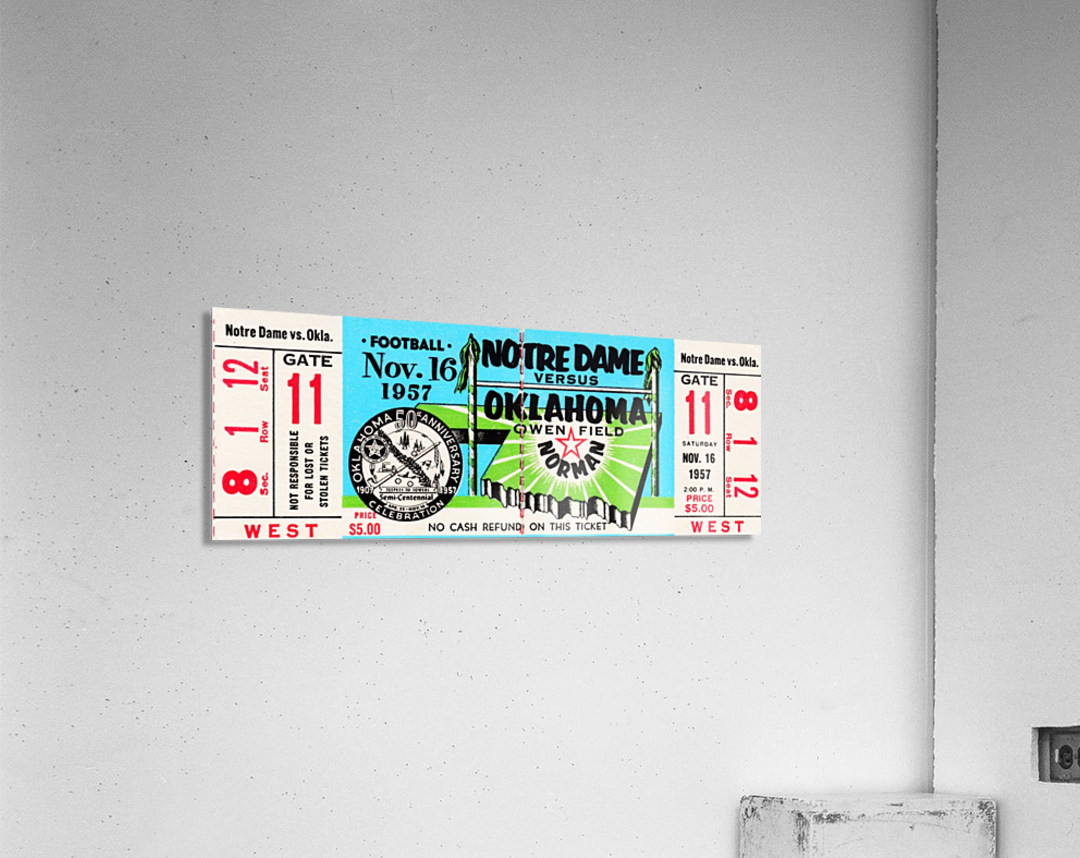 Notre Dame vs. Okla.
12 Seat
1 Row
8 Sec.
GATE
11
NOT RESPONSIBLE
FOR LOST OR
STOLEN TICKETS
WEST
• FOOTBALL •
Nov. 16
1957
OKLAHOMA 50th ANNIVERSARY
1907 1957
Semi-Centennial
CELEBRATION
PRICE
$5.00
NOTRE DAME
VERSUS
OKLAHOMA
OWEN FIELD
NORMAN
NO CASH REFUND ON THIS TICKET
Notre Dame vs. Okla.
GATE
11
SATURDAY
NOV. 16
1957
2:00 P. M.
PRICE
$5.00
8 Sec.
1 Row
12 Seat
WEST